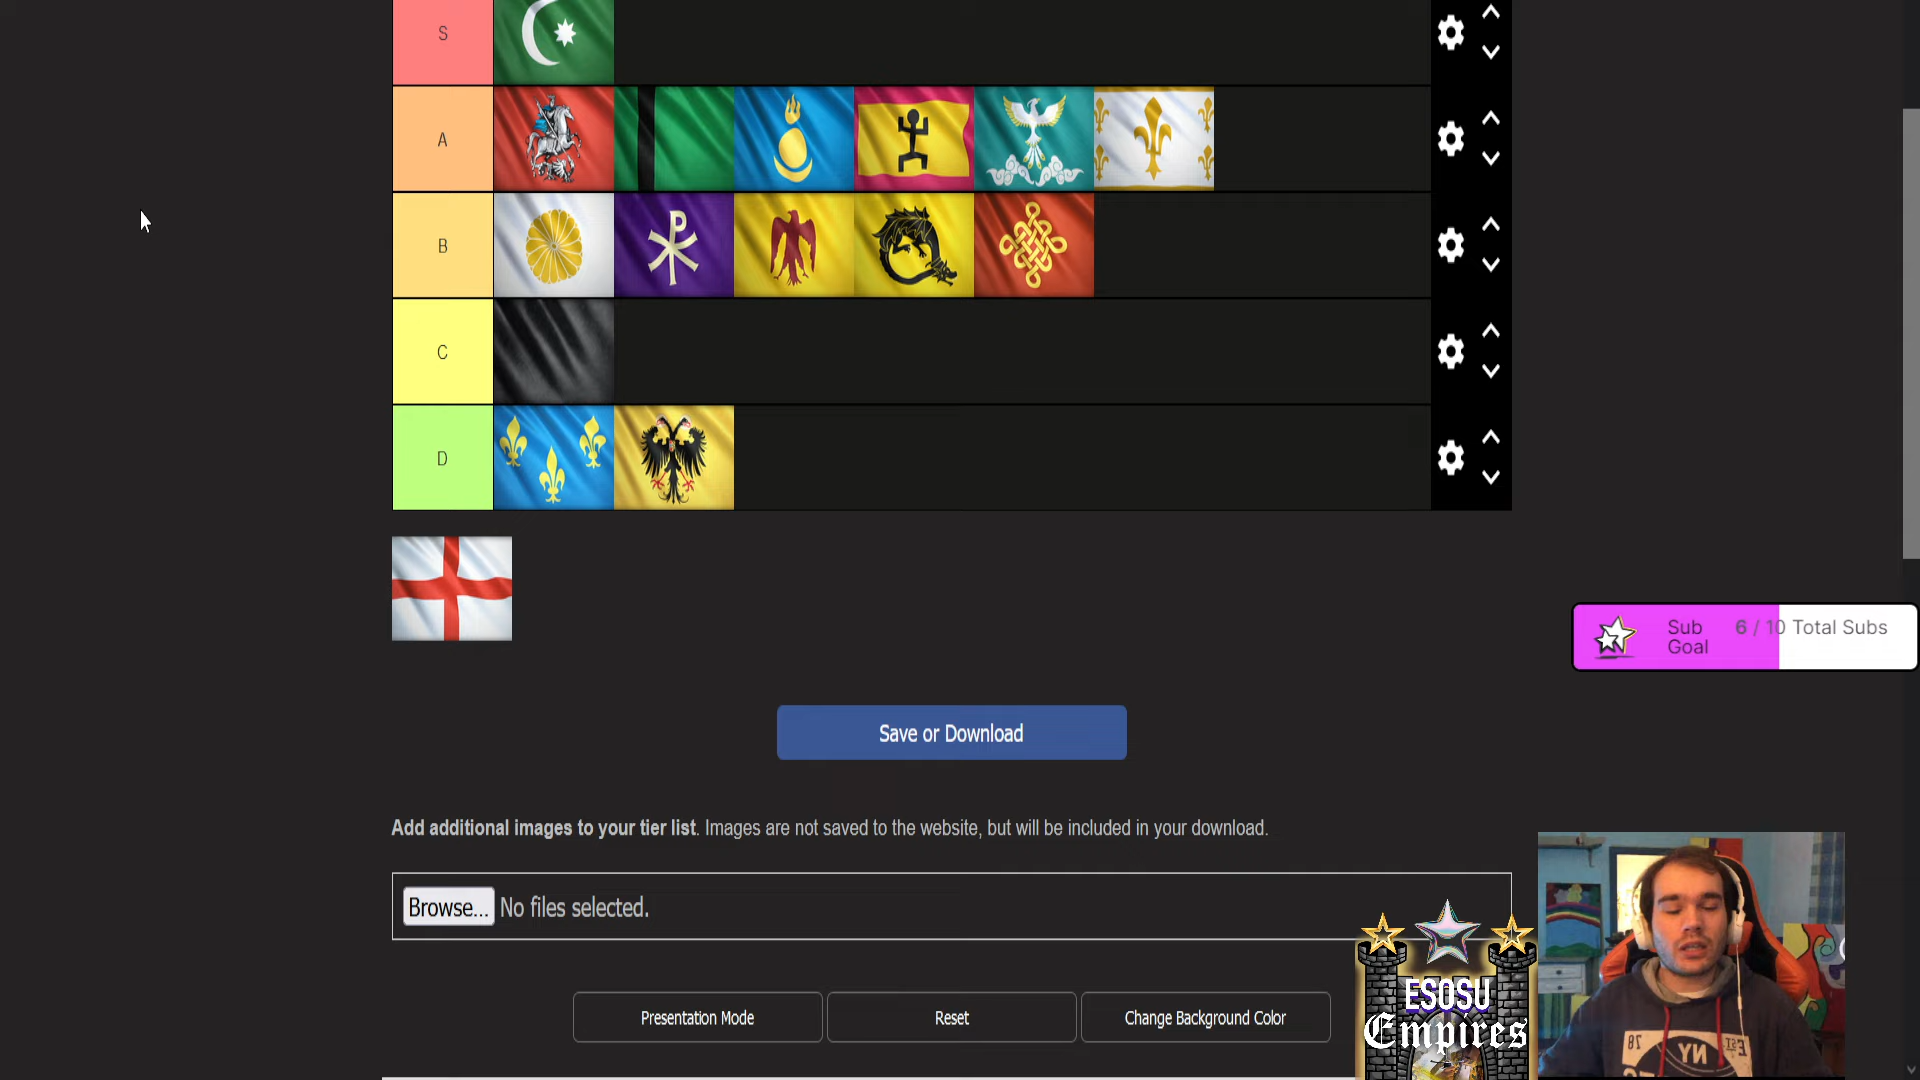 S
A
B
C
D
Sub Goal
6 / 10 Total Subs
Save or Download
Add additional images to your tier list. Images are not saved to the website, but will be included in your download.
Browse... No files selected.
Presentation Mode
Reset
Change Background Color
ESOSU
Empires
NY